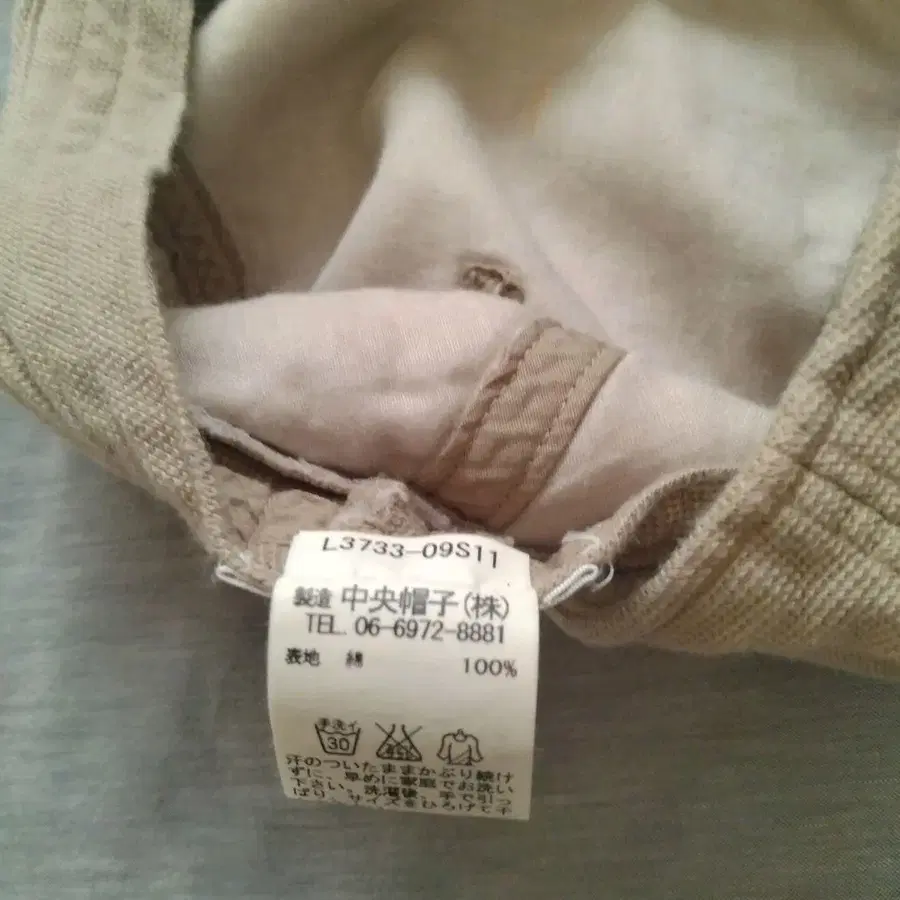 L3733-09S11
製造 中央帽子(株)
TEL. 06-6972-8881
表地 綿 100%
手洗イ
30
汗のついたままかぶり続け
ずに、早めに家庭でお洗い
下さい。洗濯後、手で引っ
ぱり、サイズをひろげて干